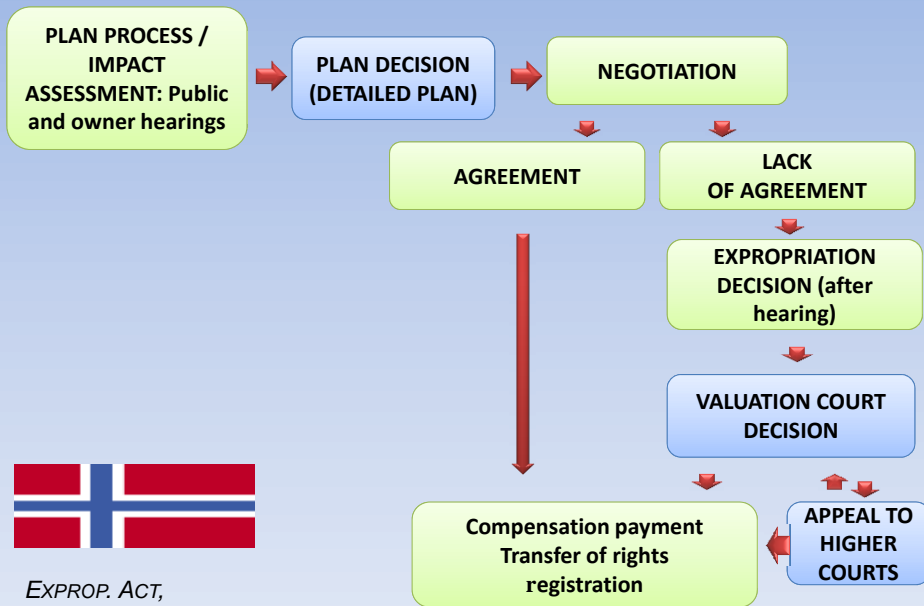 PLAN PROCESS /
IMPACT
ASSESSMENT: Public
and owner hearings
PLAN DECISION
(DETAILED PLAN)
NEGOTIATION
AGREEMENT
LACK
OF AGREEMENT
EXPROPRIATION
DECISION (after
hearing)
VALUATION COURT
DECISION
APPEAL TO
HIGHER
COURTS
Compensation payment
Transfer of rights
registration
EXPROP. ACT,